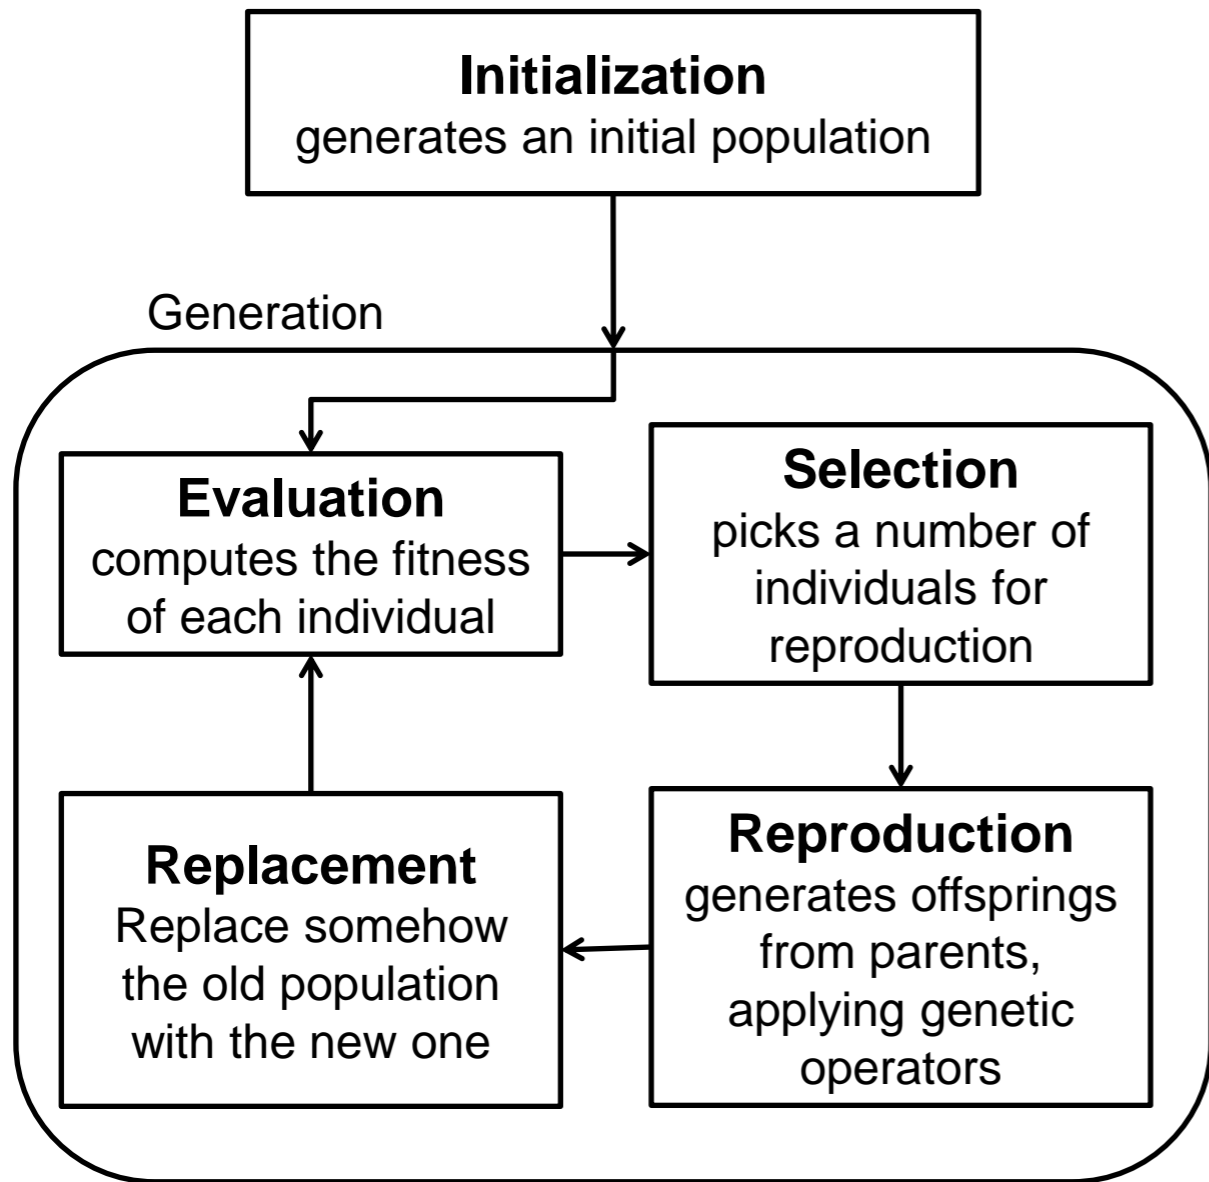 Initialization
generates an initial population
Generation
Evaluation
computes the fitness
of each individual
Selection
picks a number of
individuals for
reproduction
Replacement
Replace somehow
the old population
with the new one
Reproduction
generates offsprings
from parents,
applying genetic
operators